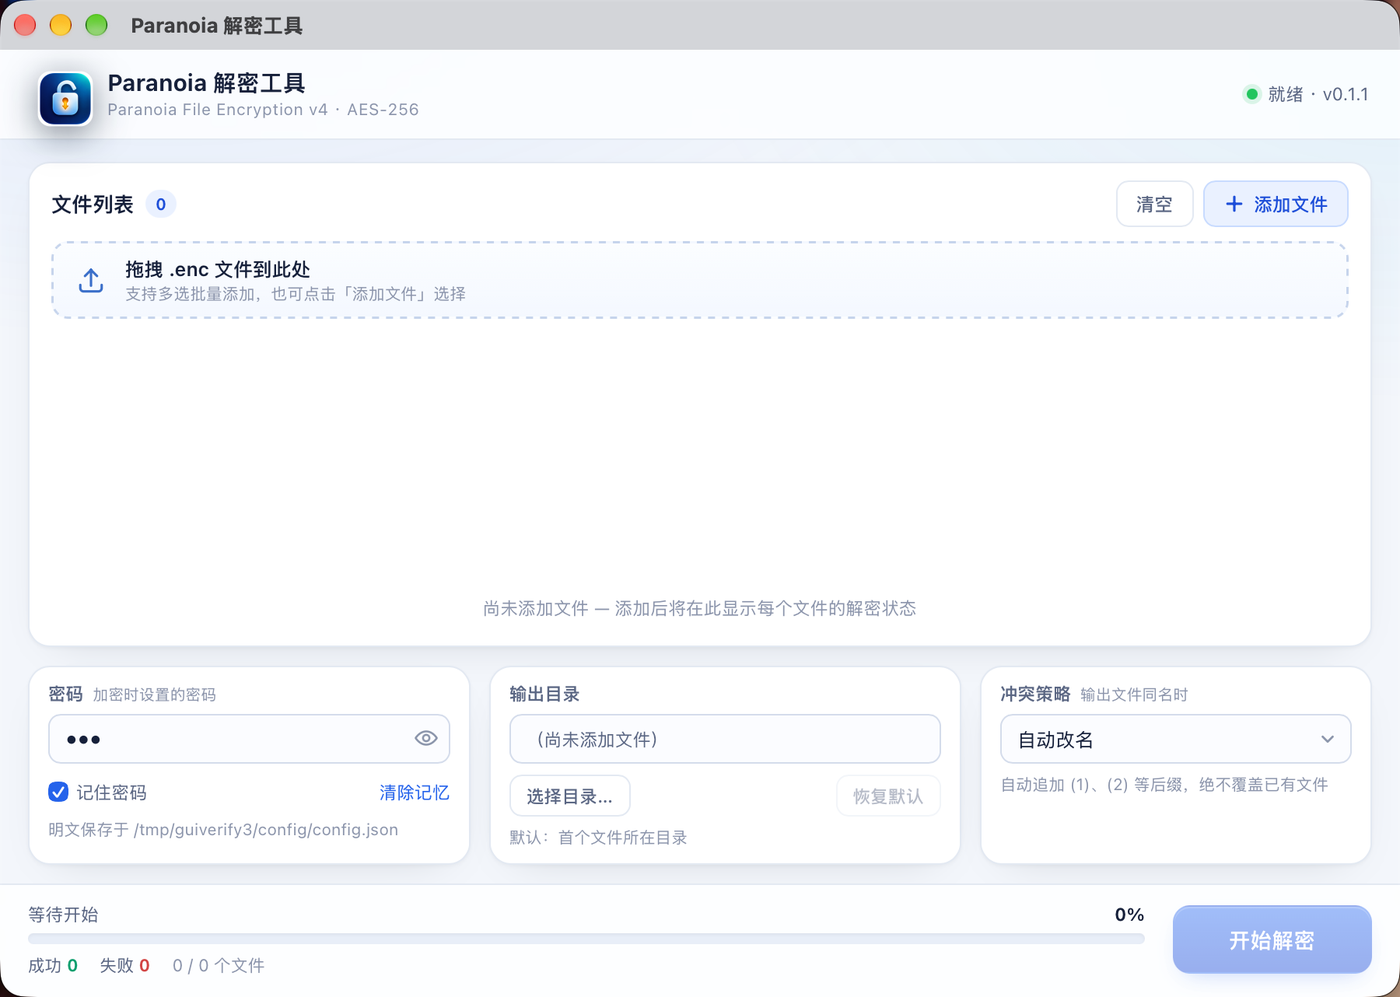 Paranoia 解密工具
Paranoia 解密工具
Paranoia File Encryption v4 · AES-256
就绪 · v0.1.1
文件列表 0
清空
+ 添加文件
拖拽 .enc 文件到此处
支持多选批量添加，也可点击「添加文件」选择
尚未添加文件 — 添加后将在此显示每个文件的解密状态
密码 加密时设置的密码
●●●
记住密码
清除记忆
明文保存于 /tmp/guiverify3/config/config.json
输出目录
（尚未添加文件）
选择目录...
恢复默认
默认：首个文件所在目录
冲突策略 输出文件同名时
自动改名
自动追加 (1)、(2) 等后缀，绝不覆盖已有文件
等待开始
0%
成功 0 失败 0 0 / 0 个文件
开始解密